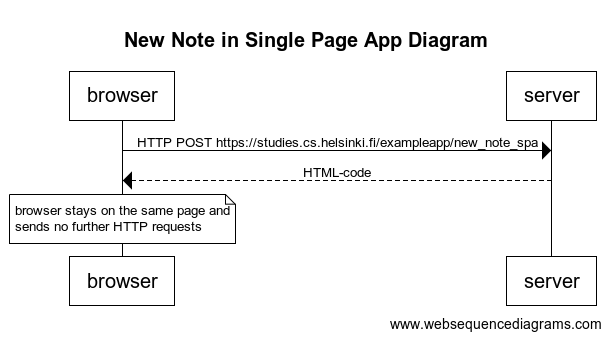 New Note in Single Page App Diagram
browser
server
HTTP POST https://studies.cs.helsinki.fi/exampleapp/new_note_spa
HTML-code
browser stays on the same page and
sends no further HTTP requests
browser
server
www.websequencediagrams.com